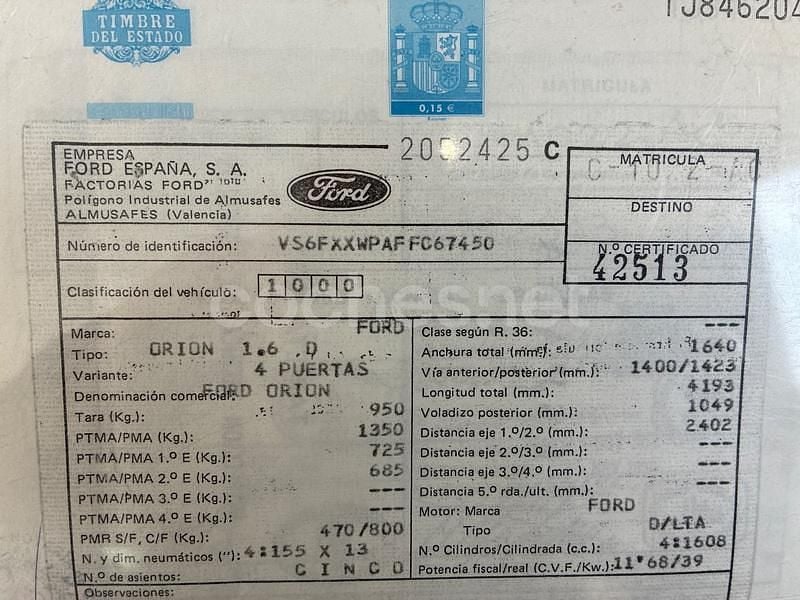 TIMBRE
DEL ESTADO
0,15 €
TJ846204
EMPRESA
FORD ESPAÑA, S. A.
FACTORIAS FORD
Polígono Industrial de Almusafes
ALMUSAFES (Valencia)
Ford
2052425 C
MATRICULA
DESTINO
N.º CERTIFICADO
42513
Número de identificación: VS6FXXWPAFFC67450
Clasificación del vehículo: 1000
cochesnet
Marca: FORD
Tipo: ORION 1.6 D
Variante: 4 PUERTAS
Denominación comercial: FORD ORION
Tara (Kg.): 950
PTMA/PMA (Kg.): 1350
PTMA/PMA 1.º E (Kg.): 725
PTMA/PMA 2.º E (Kg.): 685
PTMA/PMA 3.º E (Kg.): ---
PTMA/PMA 4.º E (Kg.): ---
PMR S/F, C/F (Kg.): 470/800
N. y dim. neumáticos ("): 4:155 X 13
N.º de asientos: CINCO
Observaciones:
Clase según R. 36: ---
Anchura total (mm.): 1640
Vía anterior/posterior (mm.): 1400/1423
Longitud total (mm.): 4193
Voladizo posterior (mm.): 1049
Distancia eje 1.º/2.º (mm.): 2402
Distancia eje 2.º/3.º (mm.): ---
Distancia eje 3.º/4.º (mm.): ---
Distancia 5.º rda./ult. (mm.): ---
Motor: Marca FORD
Tipo D/LTA
N.º Cilindros/Cilindrada (c.c.): 4:1608
Potencia fiscal/real (C.V.F./Kw.): 11'68/39